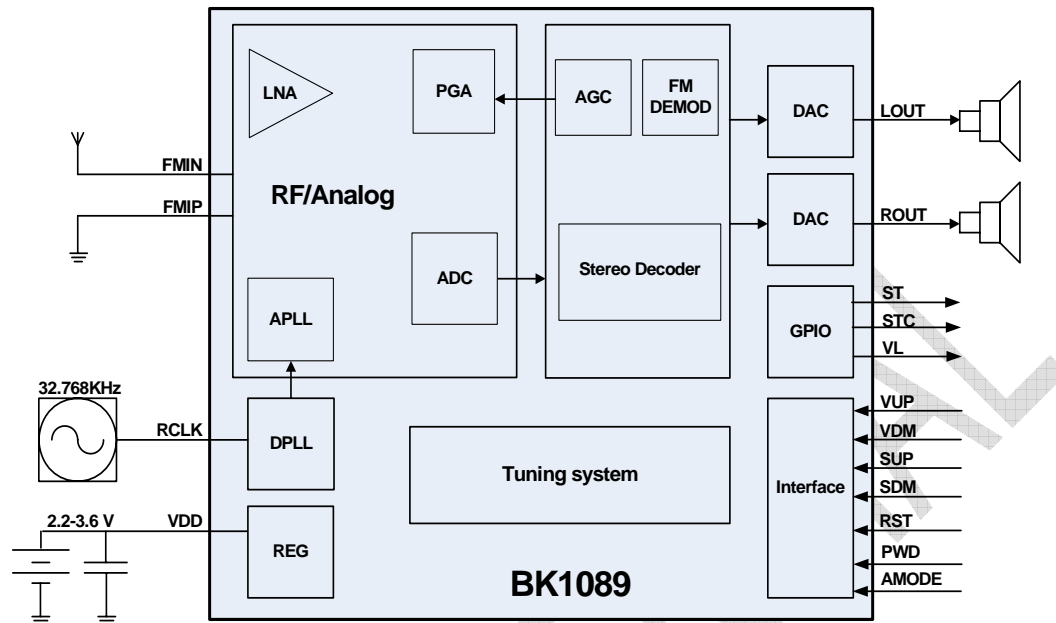 LNA
PGA
AGC
FM
DEMOD
DAC
LOUT
FMIN
FMIP
RF/Analog
DAC
ROUT
ADC
Stereo Decoder
APLL
GPIO
ST
STC
VL
32.768KHz
RCLK
DPLL
Tuning system
Interface
VUP
VDM
SUP
SDM
RST
PWD
AMODE
2.2-3.6 V
VDD
REG
BK1089